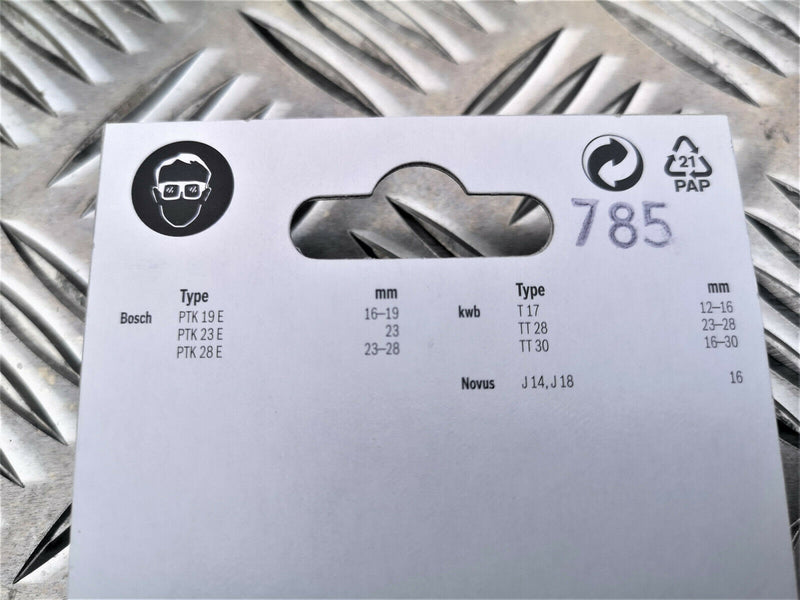 21
PAP
785
Type mm
Bosch PTK 19 E 16–19
PTK 23 E 23
PTK 28 E 23–28
Type mm
kwb T 17 12–16
TT 28 23–28
TT 30 16–30
Novus J 14, J 18 16